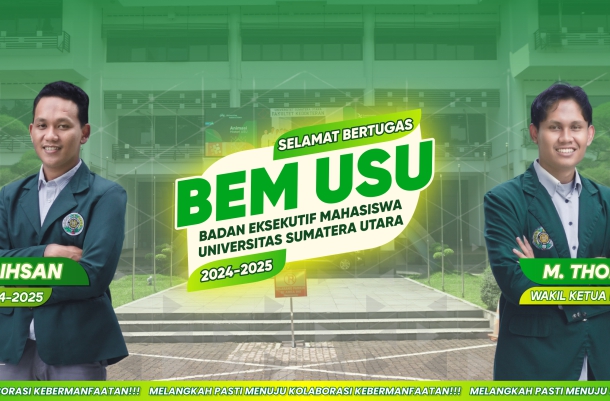 SELAMAT BERTUGAS
BEM USU
BADAN EKSEKUTIF MAHASISWA
UNIVERSITAS SUMATERA UTARA
2024-2025
IHSAN
4-2025
M. THO
WAKIL KETUA
ORASI KEBERMANFAATAN!!! MELANGKAH PASTI MENUJU KOLABORASI KEBERMANFAATAN!!! MELANGKAH PASTI MENUJU